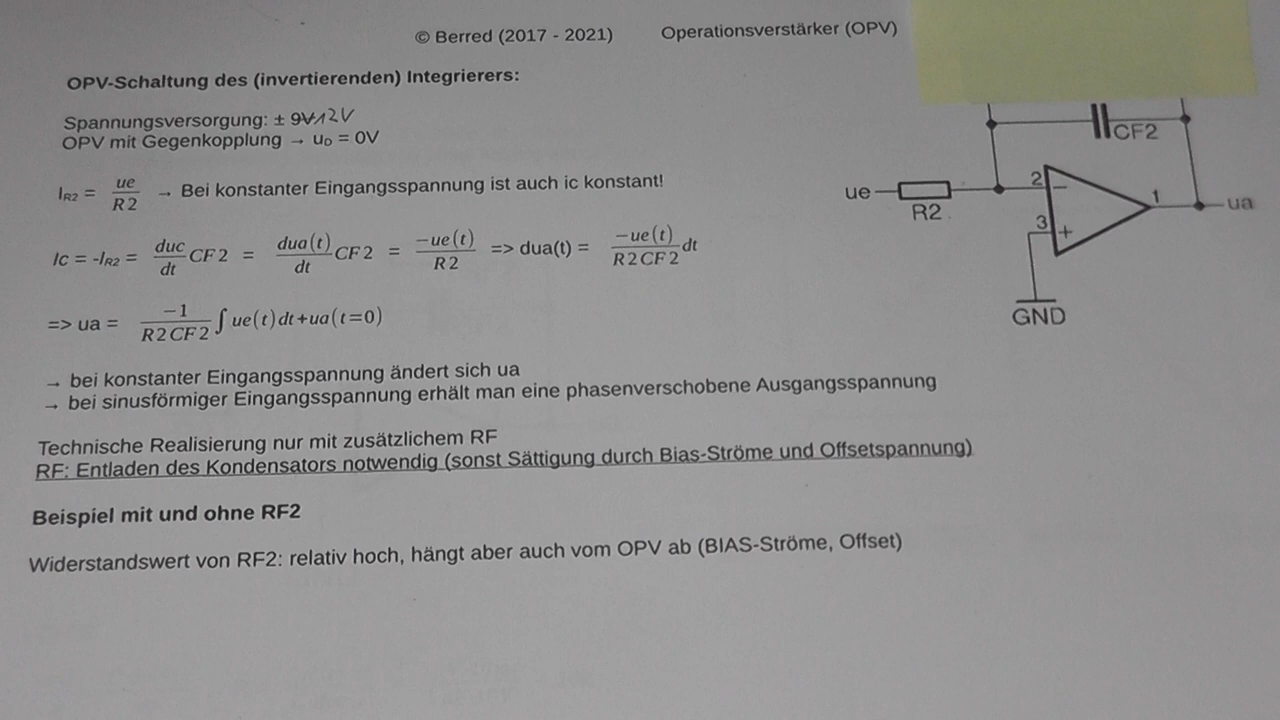 © Berred (2017 - 2021) Operationsverstärker (OPV)
OPV-Schaltung des (invertierenden) Integrierers:
Spannungsversorgung: ± 9V 12V
OPV mit Gegenkopplung → uD = 0V
IR2 = ue / R2 → Bei konstanter Eingangsspannung ist auch ic konstant!
Ic = -IR2 = duc/dt CF2 = dua(t)/dt CF2 = -ue(t)/R2 => dua(t) = -ue(t)/R2 CF2 dt
=> ua = -1/R2 CF2 ∫ ue(t) dt+ua(t=0)
→ bei konstanter Eingangsspannung ändert sich ua
→ bei sinusförmiger Eingangsspannung erhält man eine phasenverschobene Ausgangsspannung
Technische Realisierung nur mit zusätzlichem RF
RF: Entladen des Kondensators notwendig (sonst Sättigung durch Bias-Ströme und Offsetspannung)
Beispiel mit und ohne RF2
Widerstandswert von RF2: relativ hoch, hängt aber auch vom OPV ab (BIAS-Ströme, Offset)
CF2
ue
R2
2
-
3
+
1
ua
GND